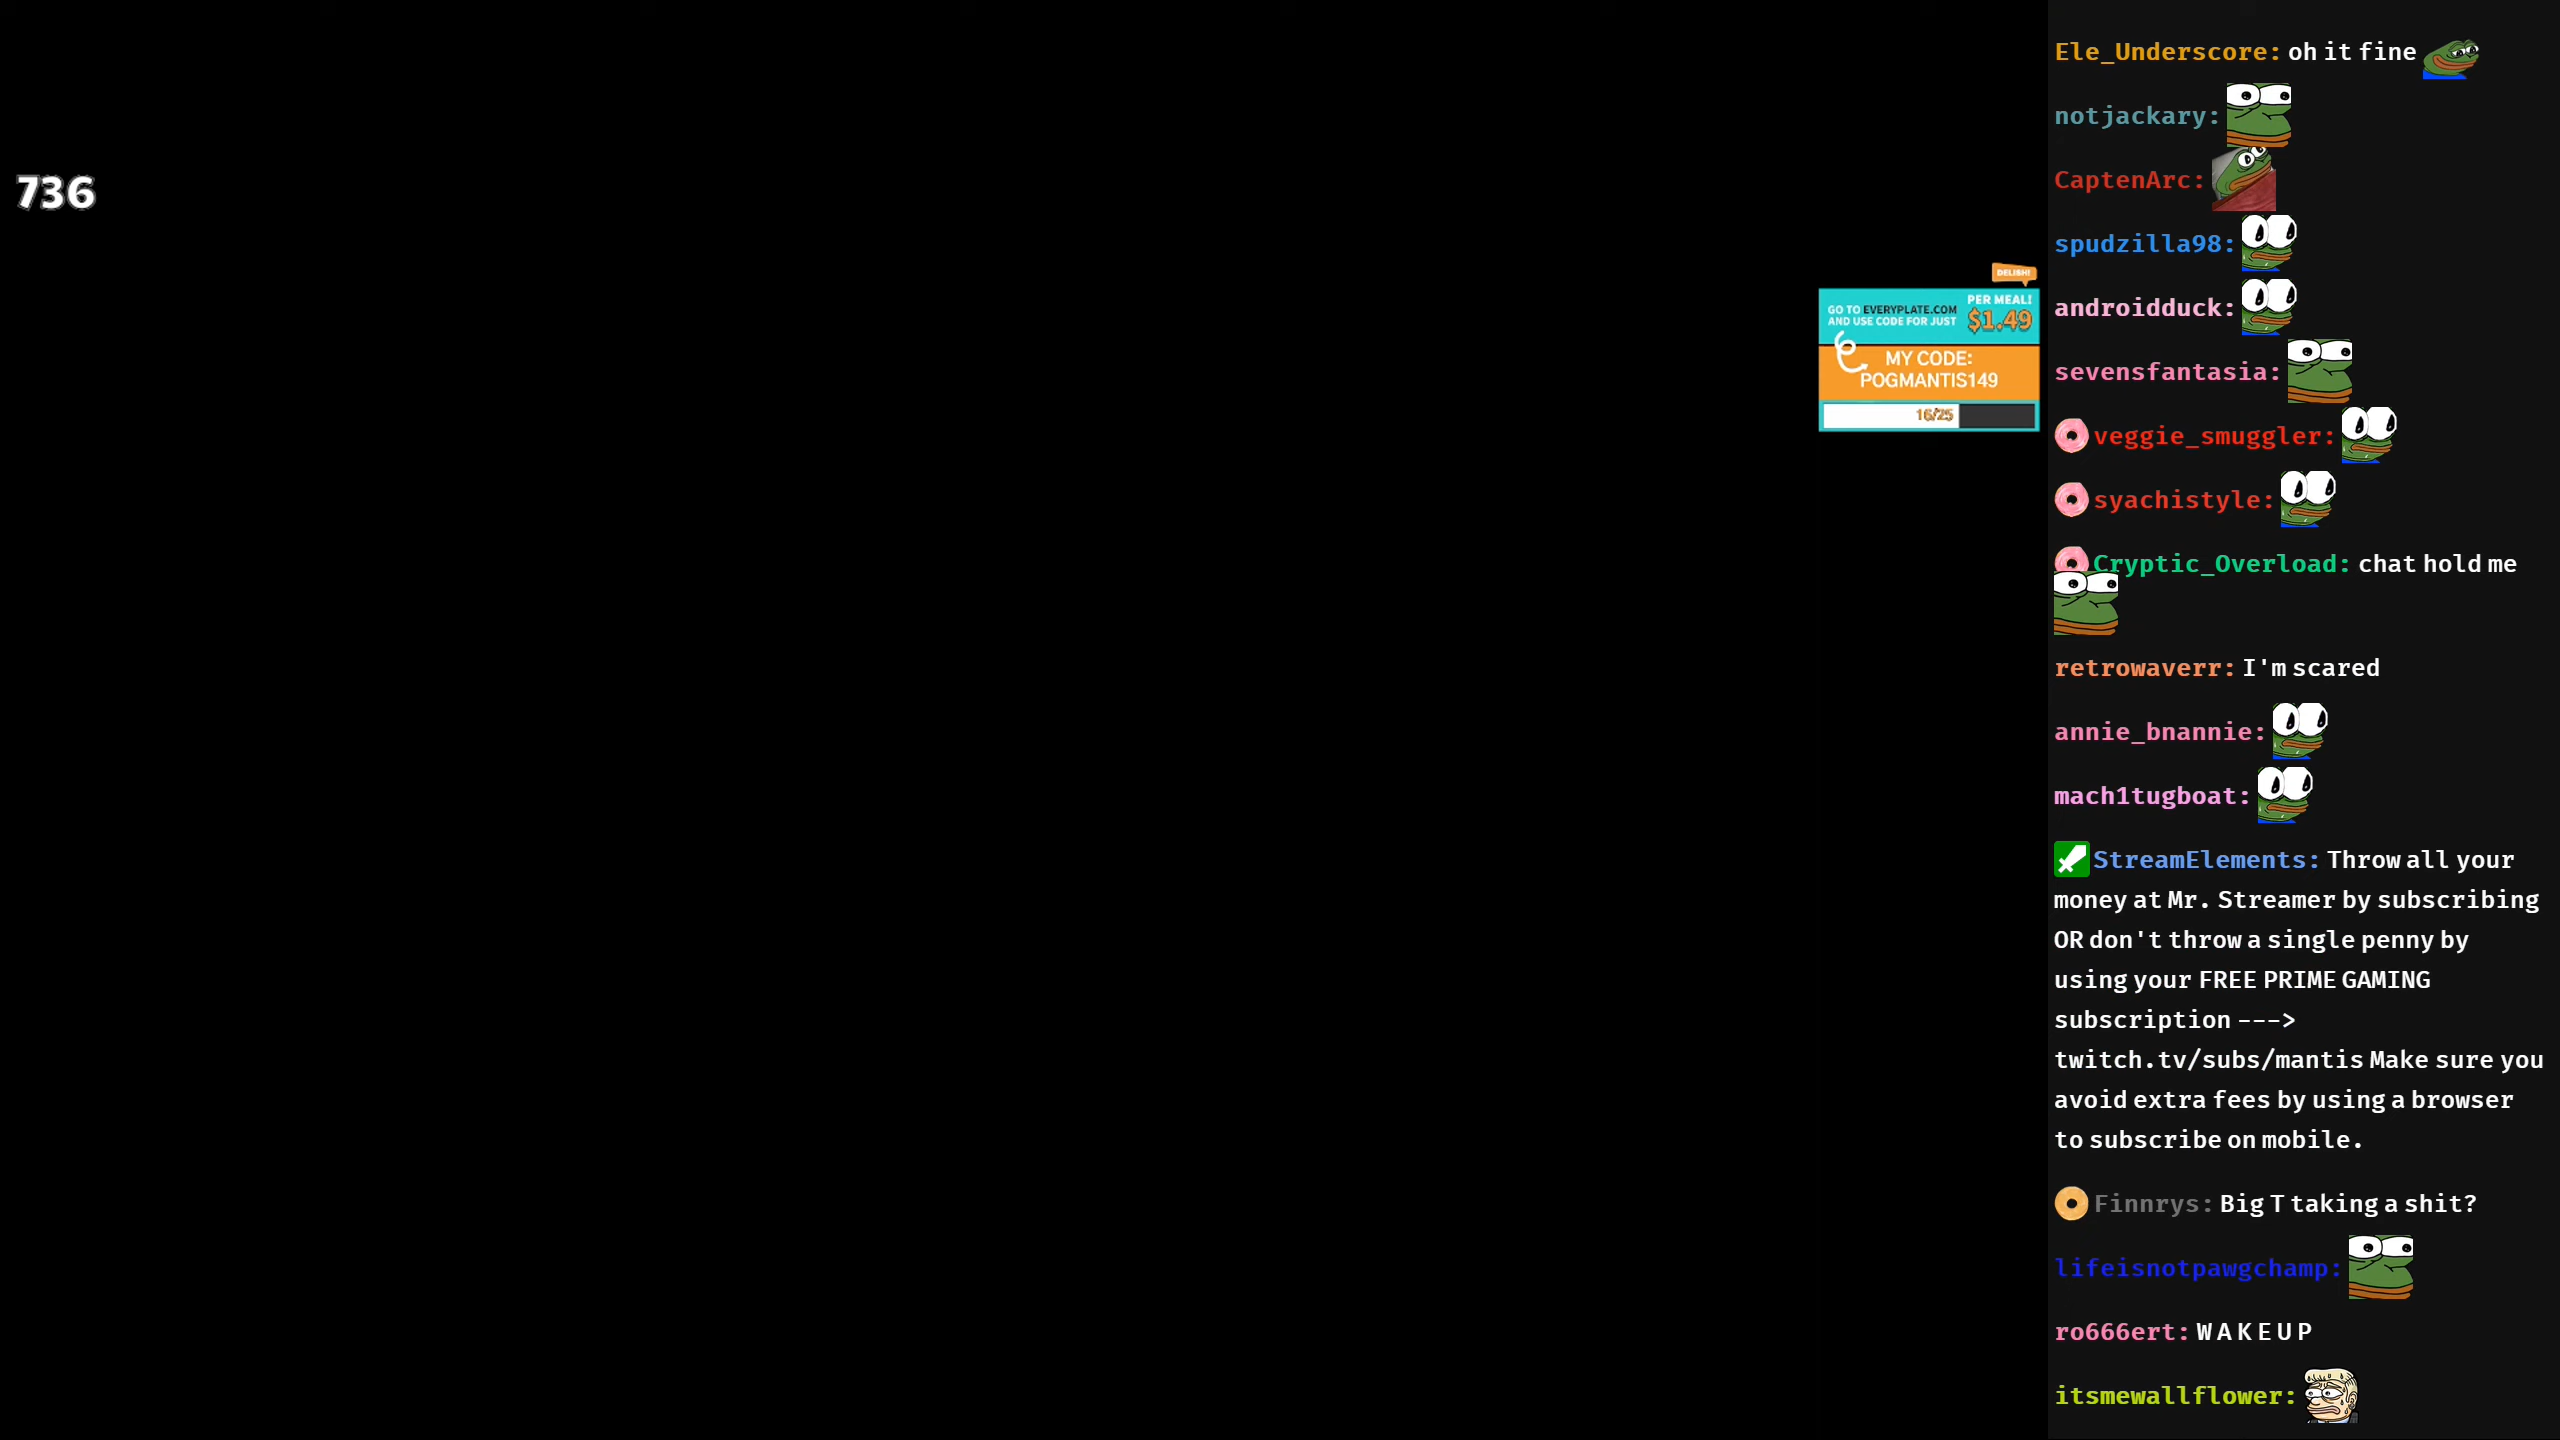 736
DELISH!
GO TO EVERYPLATE.COM
AND USE CODE FOR JUST
PER MEAL!
$1.49
MY CODE:
POGMANTIS149
16/25
Ele_Underscore: oh it fine
notjackary:
CaptenArc:
spudzilla98:
androidduck:
sevensfantasia:
veggie_smuggler:
syachistyle:
Cryptic_Overload: chat hold me
retrowaverr: I'm scared
annie_bnannie:
mach1tugboat:
StreamElements: Throw all your
money at Mr. Streamer by subscribing
OR don't throw a single penny by
using your FREE PRIME GAMING
subscription --->
twitch.tv/subs/mantis Make sure you
avoid extra fees by using a browser
to subscribe on mobile.
Finnrys: Big T taking a shit?
lifeisnotpawgchamp:
ro666ert: W A K E U P
itsmewallflower: